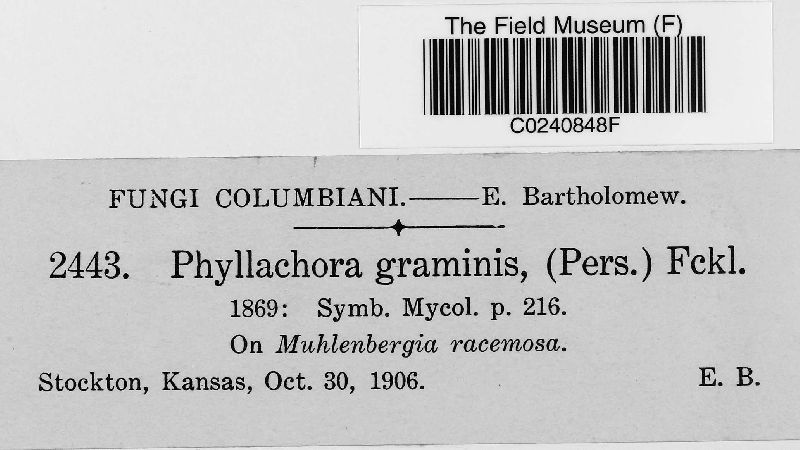 The Field Museum (F)
C0240848F
FUNGI COLUMBIANI.——E. Bartholomew.
2443. Phyllachora graminis, (Pers.) Fckl.
1869: Symb. Mycol. p. 216.
On Muhlenbergia racemosa.
Stockton, Kansas, Oct. 30, 1906. E. B.